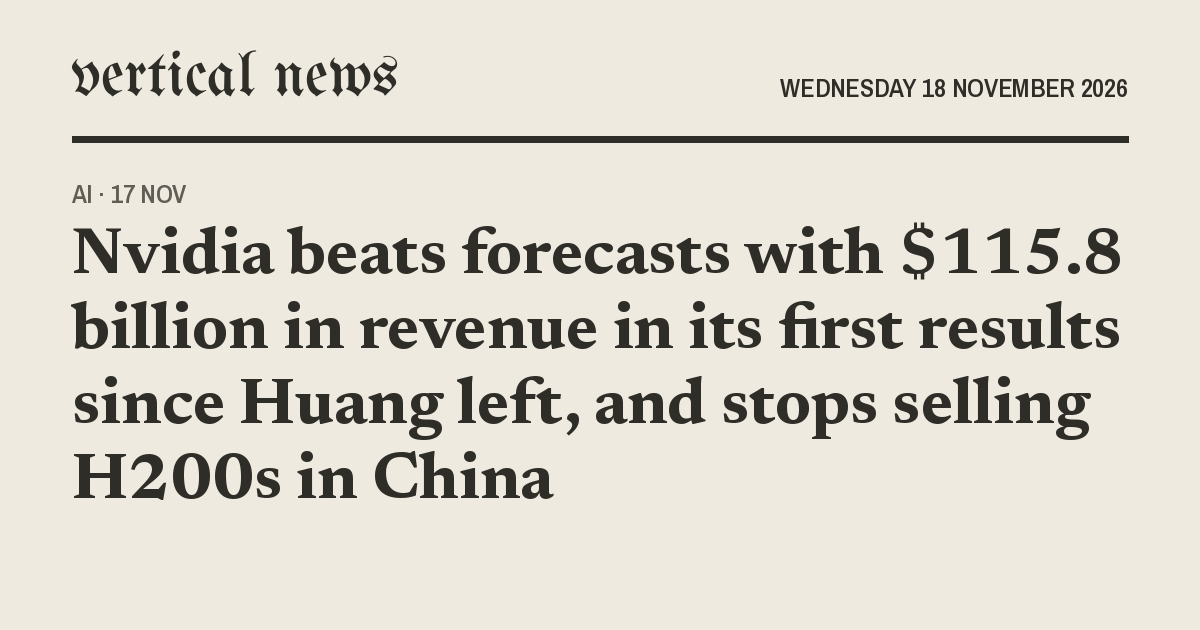 vertical news
WEDNESDAY 18 NOVEMBER 2026
AI · 17 NOV
Nvidia beats forecasts with $115.8
billion in revenue in its first results
since Huang left, and stops selling
H200s in China